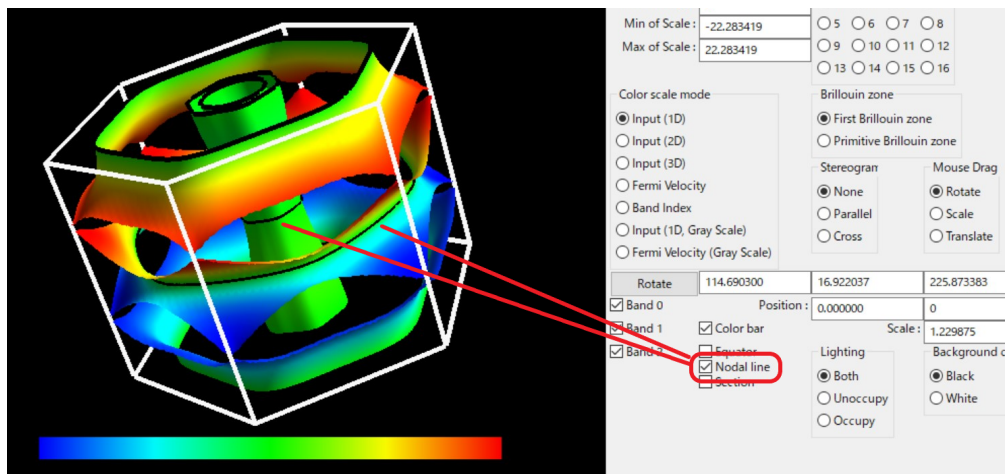 Min of Scale : -22.283419
Max of Scale : 22.283419
5 6 7 8
9 10 11 12
13 14 15 16
Color scale mode
Input (1D)
Input (2D)
Input (3D)
Fermi Velocity
Band Index
Input (1D, Gray Scale)
Fermi Velocity (Gray Scale)
Brillouin zone
First Brillouin zone
Primitive Brillouin zone
Stereogram
None
Parallel
Cross
Mouse Drag
Rotate
Scale
Translate
Rotate 114.690300 16.922037 225.873383
Band 0 Position : 0.000000 0
Band 1 Color bar Scale : 1.229875
Band 2 Equator
Nodal line
Section
Lighting
Both
Unoccupy
Occupy
Background
Black
White